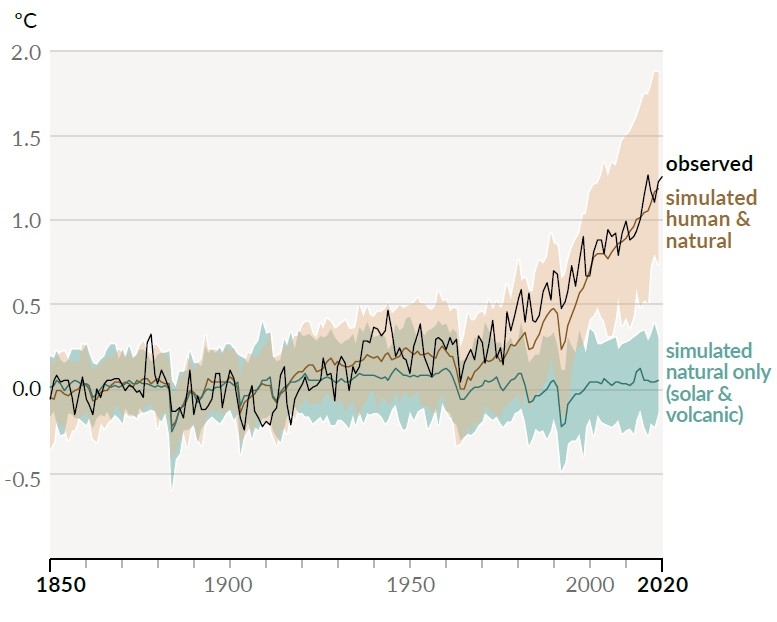 °C
2.0
1.5
1.0
0.5
0.0
-0.5
observed
simulated
human &
natural
simulated
natural only
(solar &
volcanic)
1850 1900 1950 2000 2020